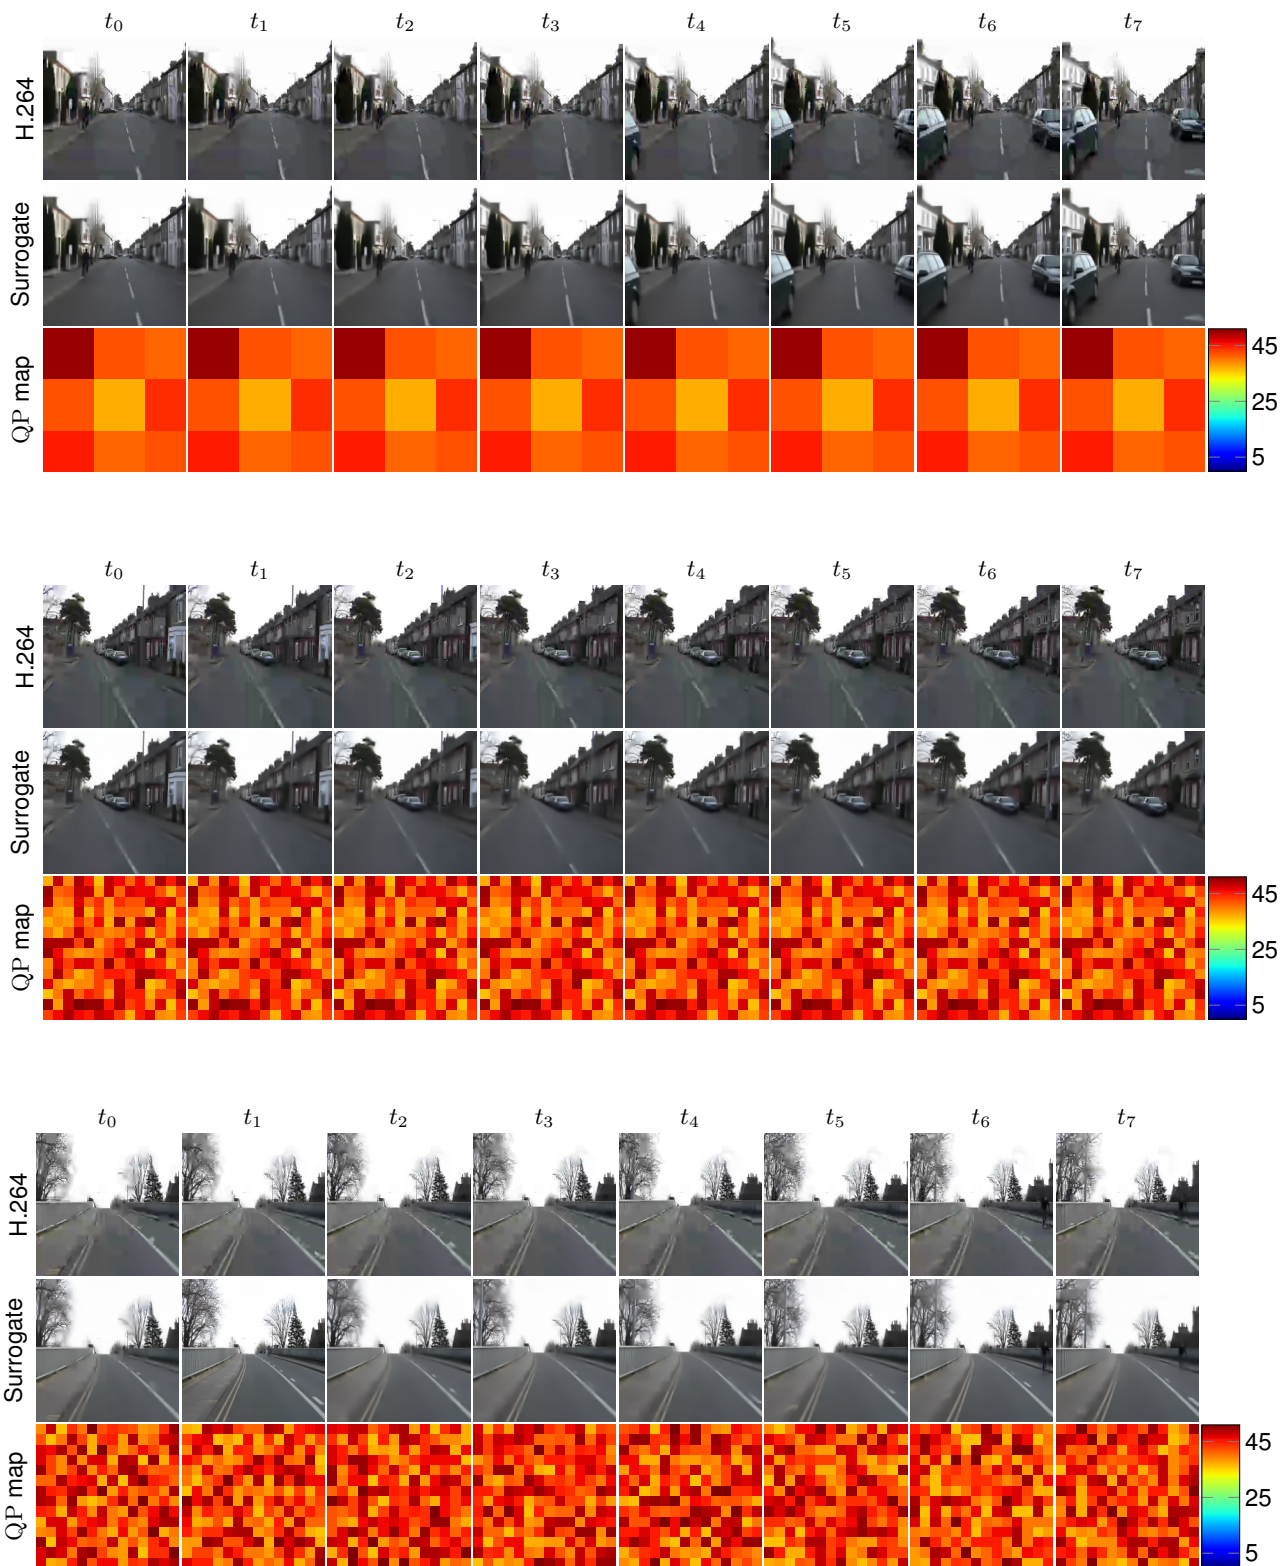 t₀ t₁ t₂ t₃ t₄ t₅ t₆ t₇
H.264
Surrogate
QP map
45
25
5
t₀ t₁ t₂ t₃ t₄ t₅ t₆ t₇
H.264
Surrogate
QP map
45
25
5
t₀ t₁ t₂ t₃ t₄ t₅ t₆ t₇
H.264
Surrogate
QP map
45
25
5